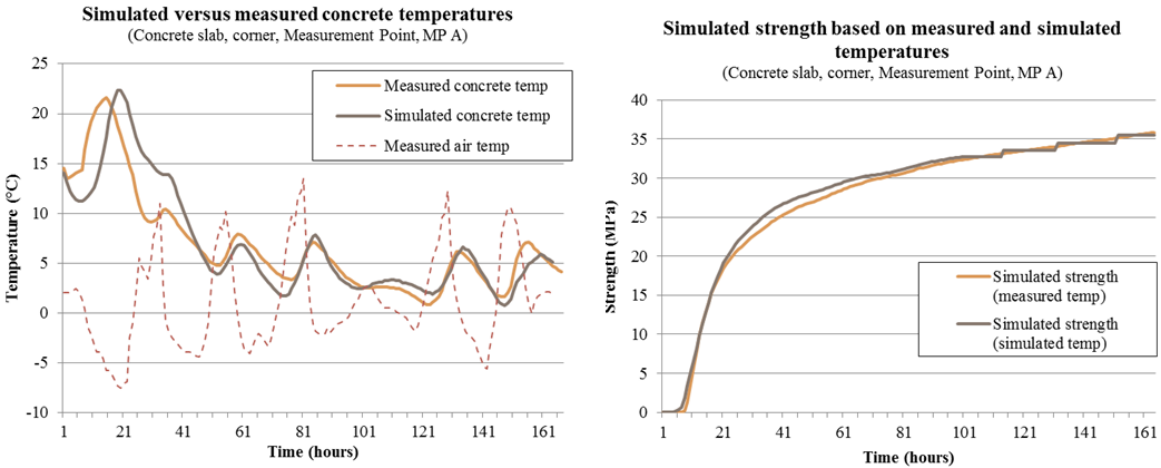 Simulated versus measured concrete temperatures
(Concrete slab, corner, Measurement Point, MP A)
25
20
15
10
5
0
-5
-10
Temperature (°C)
Measured concrete temp
Simulated concrete temp
Measured air temp
1 21 41 61 81 101 121 141 161
Time (hours)
Simulated strength based on measured and simulated
temperatures
(Concrete slab, corner, Measurement Point, MP A)
40
35
30
25
20
15
10
5
0
Strength (MPa)
Simulated strength
(measured temp)
Simulated strength
(simulated temp)
1 21 41 61 81 101 121 141 161
Time (hours)